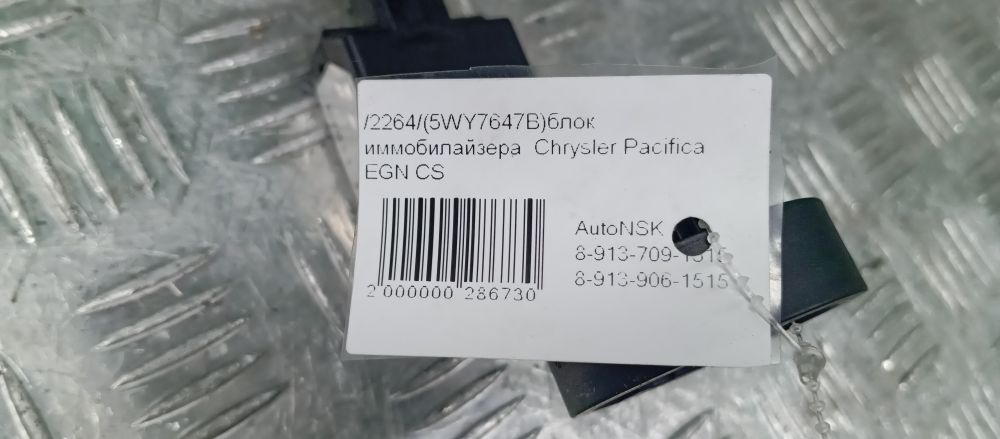 /2264/(5WY7647B)блок
иммобилайзера Chrysler Pacifica
EGN CS
AutoNSK
8-913-709-1515
8-913-906-1515
2 000000 286730